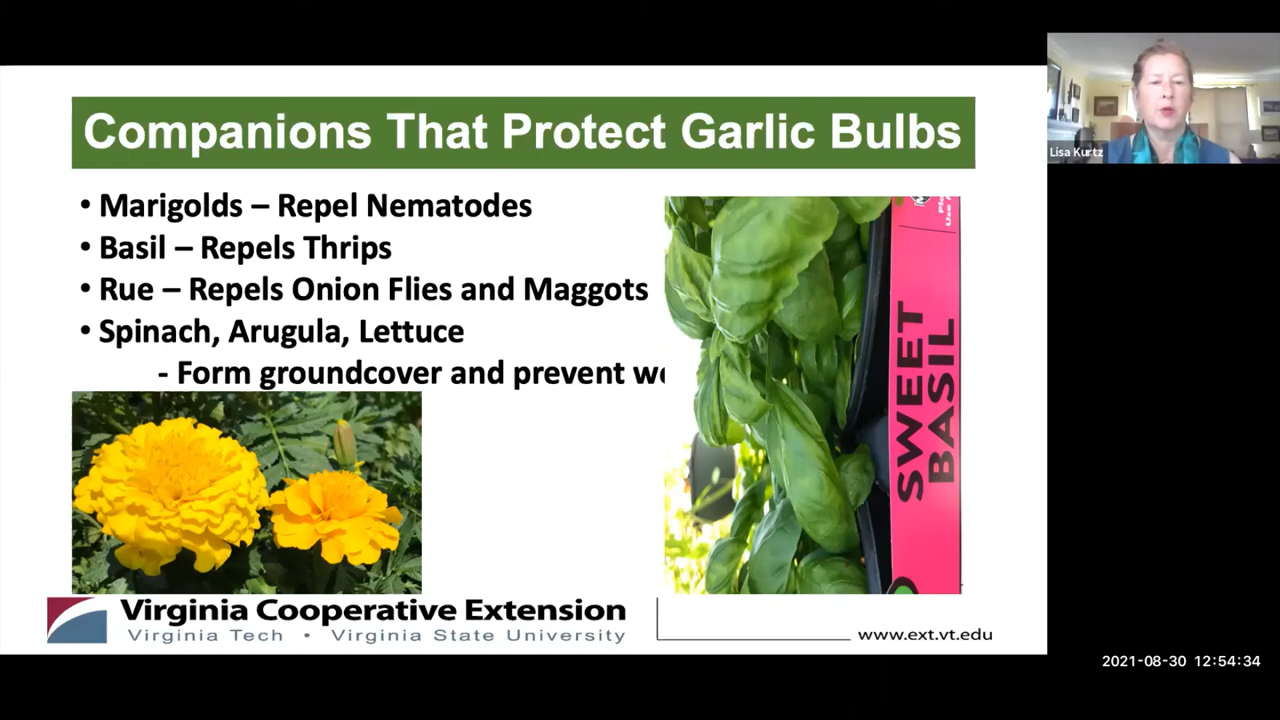 Companions That Protect Garlic Bulbs
• Marigolds – Repel Nematodes
• Basil – Repels Thrips
• Rue – Repels Onion Flies and Maggots
• Spinach, Arugula, Lettuce
- Form groundcover and prevent
SWEET
BASIL
Virginia Cooperative Extension
Virginia Tech • Virginia State University
www.ext.vt.edu
Lisa Kurtz
2021-08-30 12:54:34